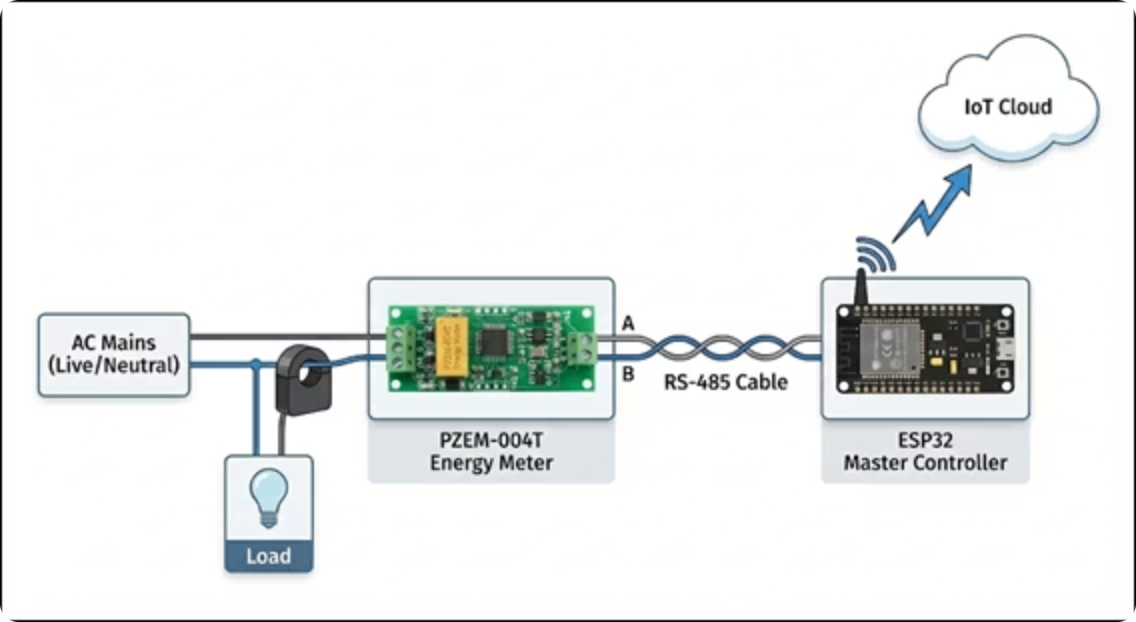 IoT Cloud
AC Mains
(Live/Neutral)
A
B
RS-485 Cable
PZEM-004T
Energy Meter
ESP32
Master Controller
Load